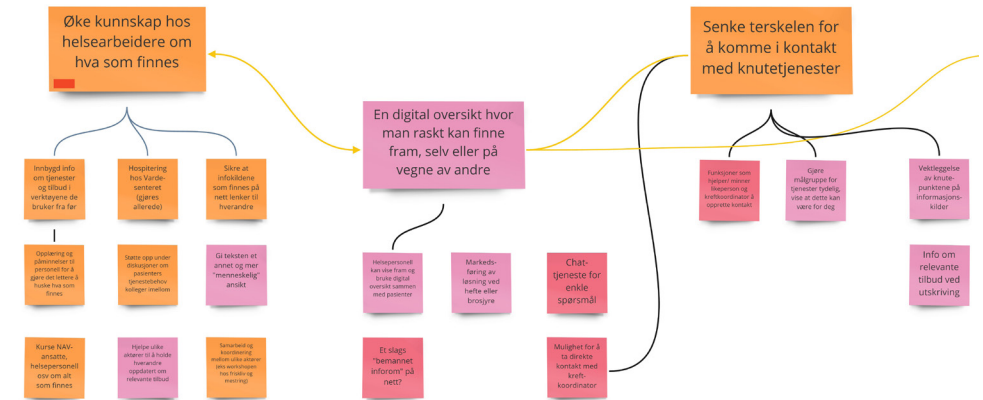 Øke kunnskap hos
helsearbeidere om
hva som finnes
Senke terskelen for
å komme i kontakt
med knutetjenester
En digital oversikt hvor
man raskt kan finne
fram, selv eller på
vegne av andre
Innbygd info
om tjenester
og tilbud i
verktøyene de
bruker fra før
Hospitering
hos Varde-
senteret
(gjøres
allerede)
Sikre at
infokildene
som finnes på
nett lenker til
hverandre
Funksjoner som
hjelper/ minner
likeperson og
kreftkoordinator å
opprette kontakt
Gjøre
målgruppe for
tjenester tydelig,
vise at dette kan
være for deg
Vektleggelse
av knute-
punktene på
informasjons-
kilder
Opplæring og
påminnelser til
personell for å
gjøre det lettere å
huske hva som
finnes
Støtte opp under
diskusjoner om
pasienters
tjenestebehov
kolleger imellom
Gi teksten et
annet og mer
"menneskelig"
ansikt
Helsepersonell
kan vise fram og
bruke digital
oversikt sammen
med pasienter
Markeds-
føring av
løsning ved
hefte eller
brosjyre
Chat-
tjeneste for
enkle
spørsmål
Info om
relevante
tilbud ved
utskriving
Kurse NAV-
ansatte,
helsepersonell
osv om alt
som finnes
Hjelpe ulike
aktører til å holde
hverandre
oppdatert om
relevante tilbud
Samarbeid og
koordinering
mellom ulike aktører
(eks workshopen
hos friskliv og
mestring)
Et slags
"bemannet
inforom" på
nett?
Mulighet for å
ta direkte
kontakt med
kreft-
koordinator